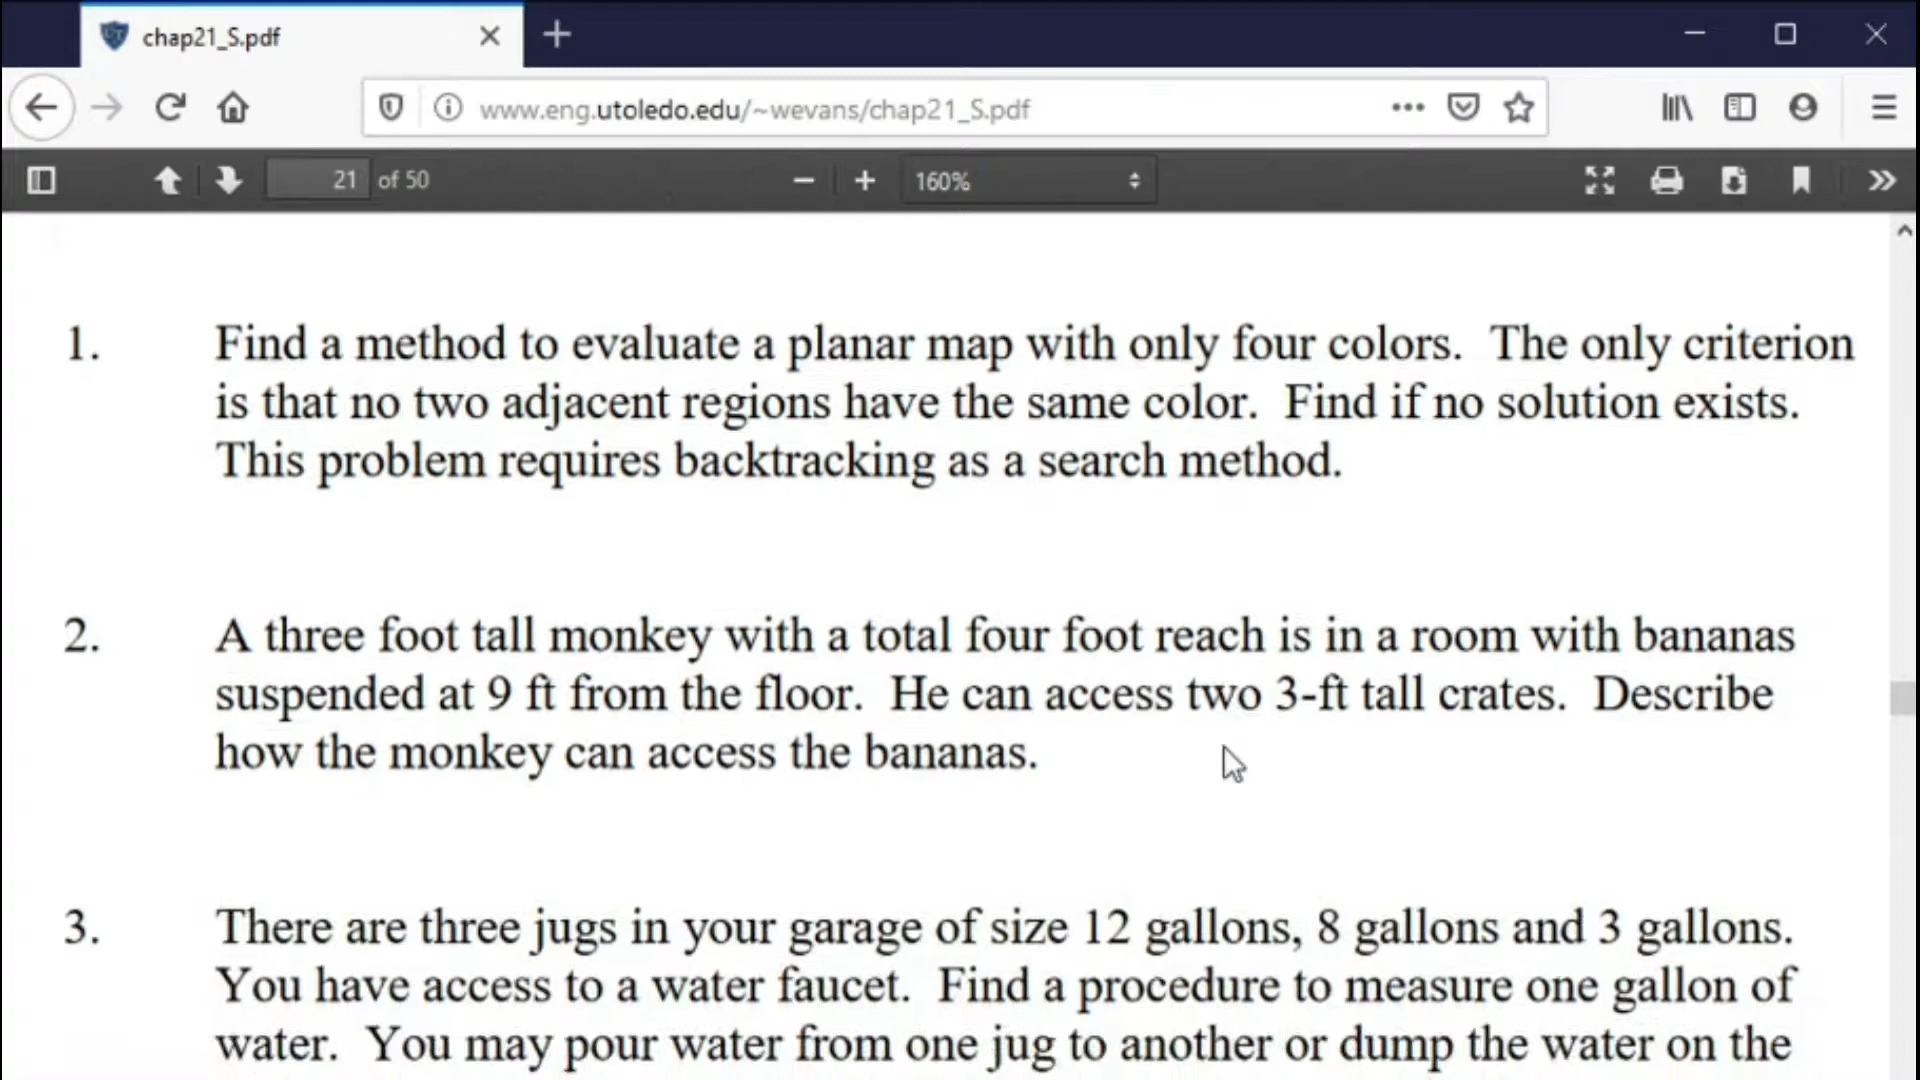 chap21_S.pdf
www.eng.utoledo.edu/~wevans/chap21_S.pdf
21 of 50
160%
1. Find a method to evaluate a planar map with only four colors. The only criterion
is that no two adjacent regions have the same color. Find if no solution exists.
This problem requires backtracking as a search method.
2. A three foot tall monkey with a total four foot reach is in a room with bananas
suspended at 9 ft from the floor. He can access two 3-ft tall crates. Describe
how the monkey can access the bananas.
3. There are three jugs in your garage of size 12 gallons, 8 gallons and 3 gallons.
You have access to a water faucet. Find a procedure to measure one gallon of
water. You may pour water from one jug to another or dump the water on the